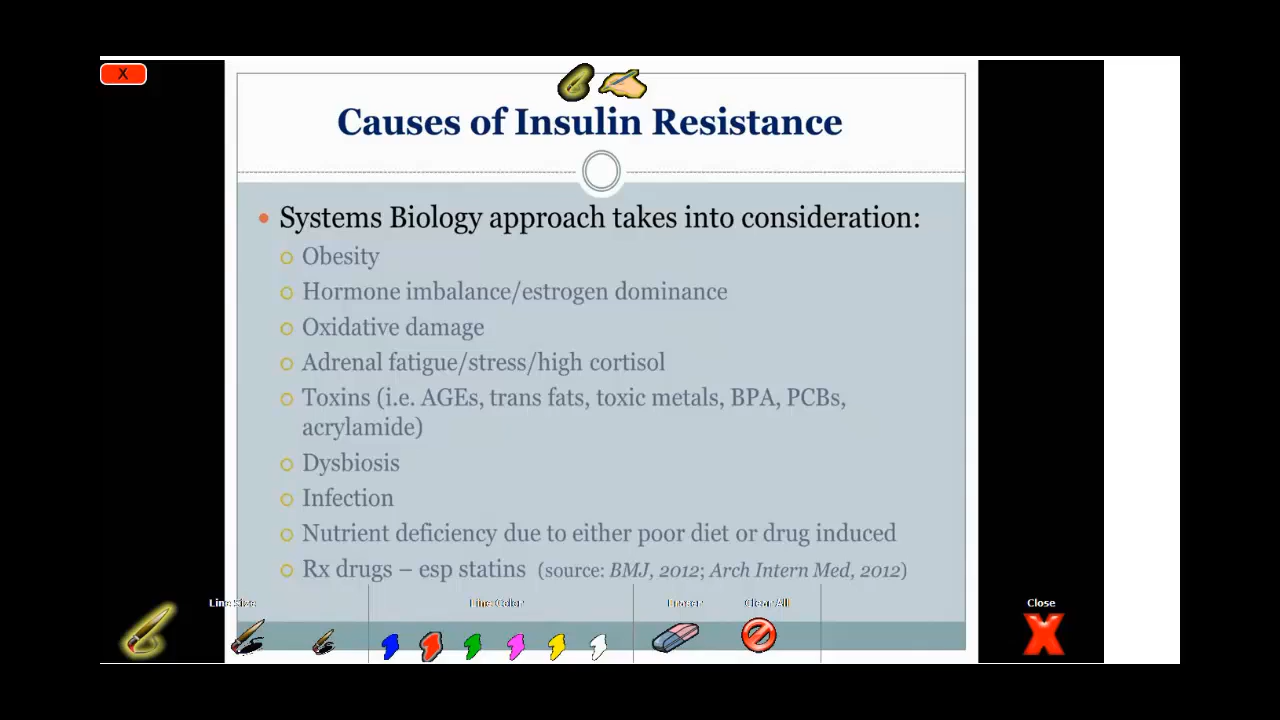 X
Causes of Insulin Resistance
Systems Biology approach takes into consideration:
Obesity
Hormone imbalance/estrogen dominance
Oxidative damage
Adrenal fatigue/stress/high cortisol
Toxins (i.e. AGEs, trans fats, toxic metals, BPA, PCBs,
acrylamide)
Dysbiosis
Infection
Nutrient deficiency due to either poor diet or drug induced
Rx drugs – esp statins (source: BMJ, 2012; Arch Intern Med, 2012)
Line Size Line Color Eraser Clear All Close